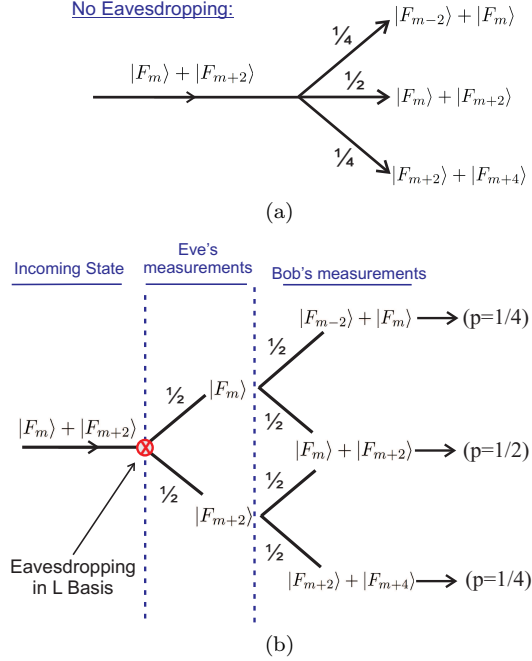 No Eavesdropping:
|F_{m-2}⟩ + |F_m⟩
¼
|F_m⟩ + |F_{m+2}⟩
½
|F_m⟩ + |F_{m+2}⟩
¼
|F_{m+2}⟩ + |F_{m+4}⟩
(a)
Incoming State
Eve's
measurements
Bob's measurements
|F_{m-2}⟩ + |F_m⟩ (p=1/4)
½
½
|F_m⟩
½
|F_m⟩ + |F_{m+2}⟩
|F_m⟩ + |F_{m+2}⟩ (p=1/2)
½
½
|F_{m+2}⟩
½
Eavesdropping
in L Basis
|F_{m+2}⟩ + |F_{m+4}⟩ (p=1/4)
(b)